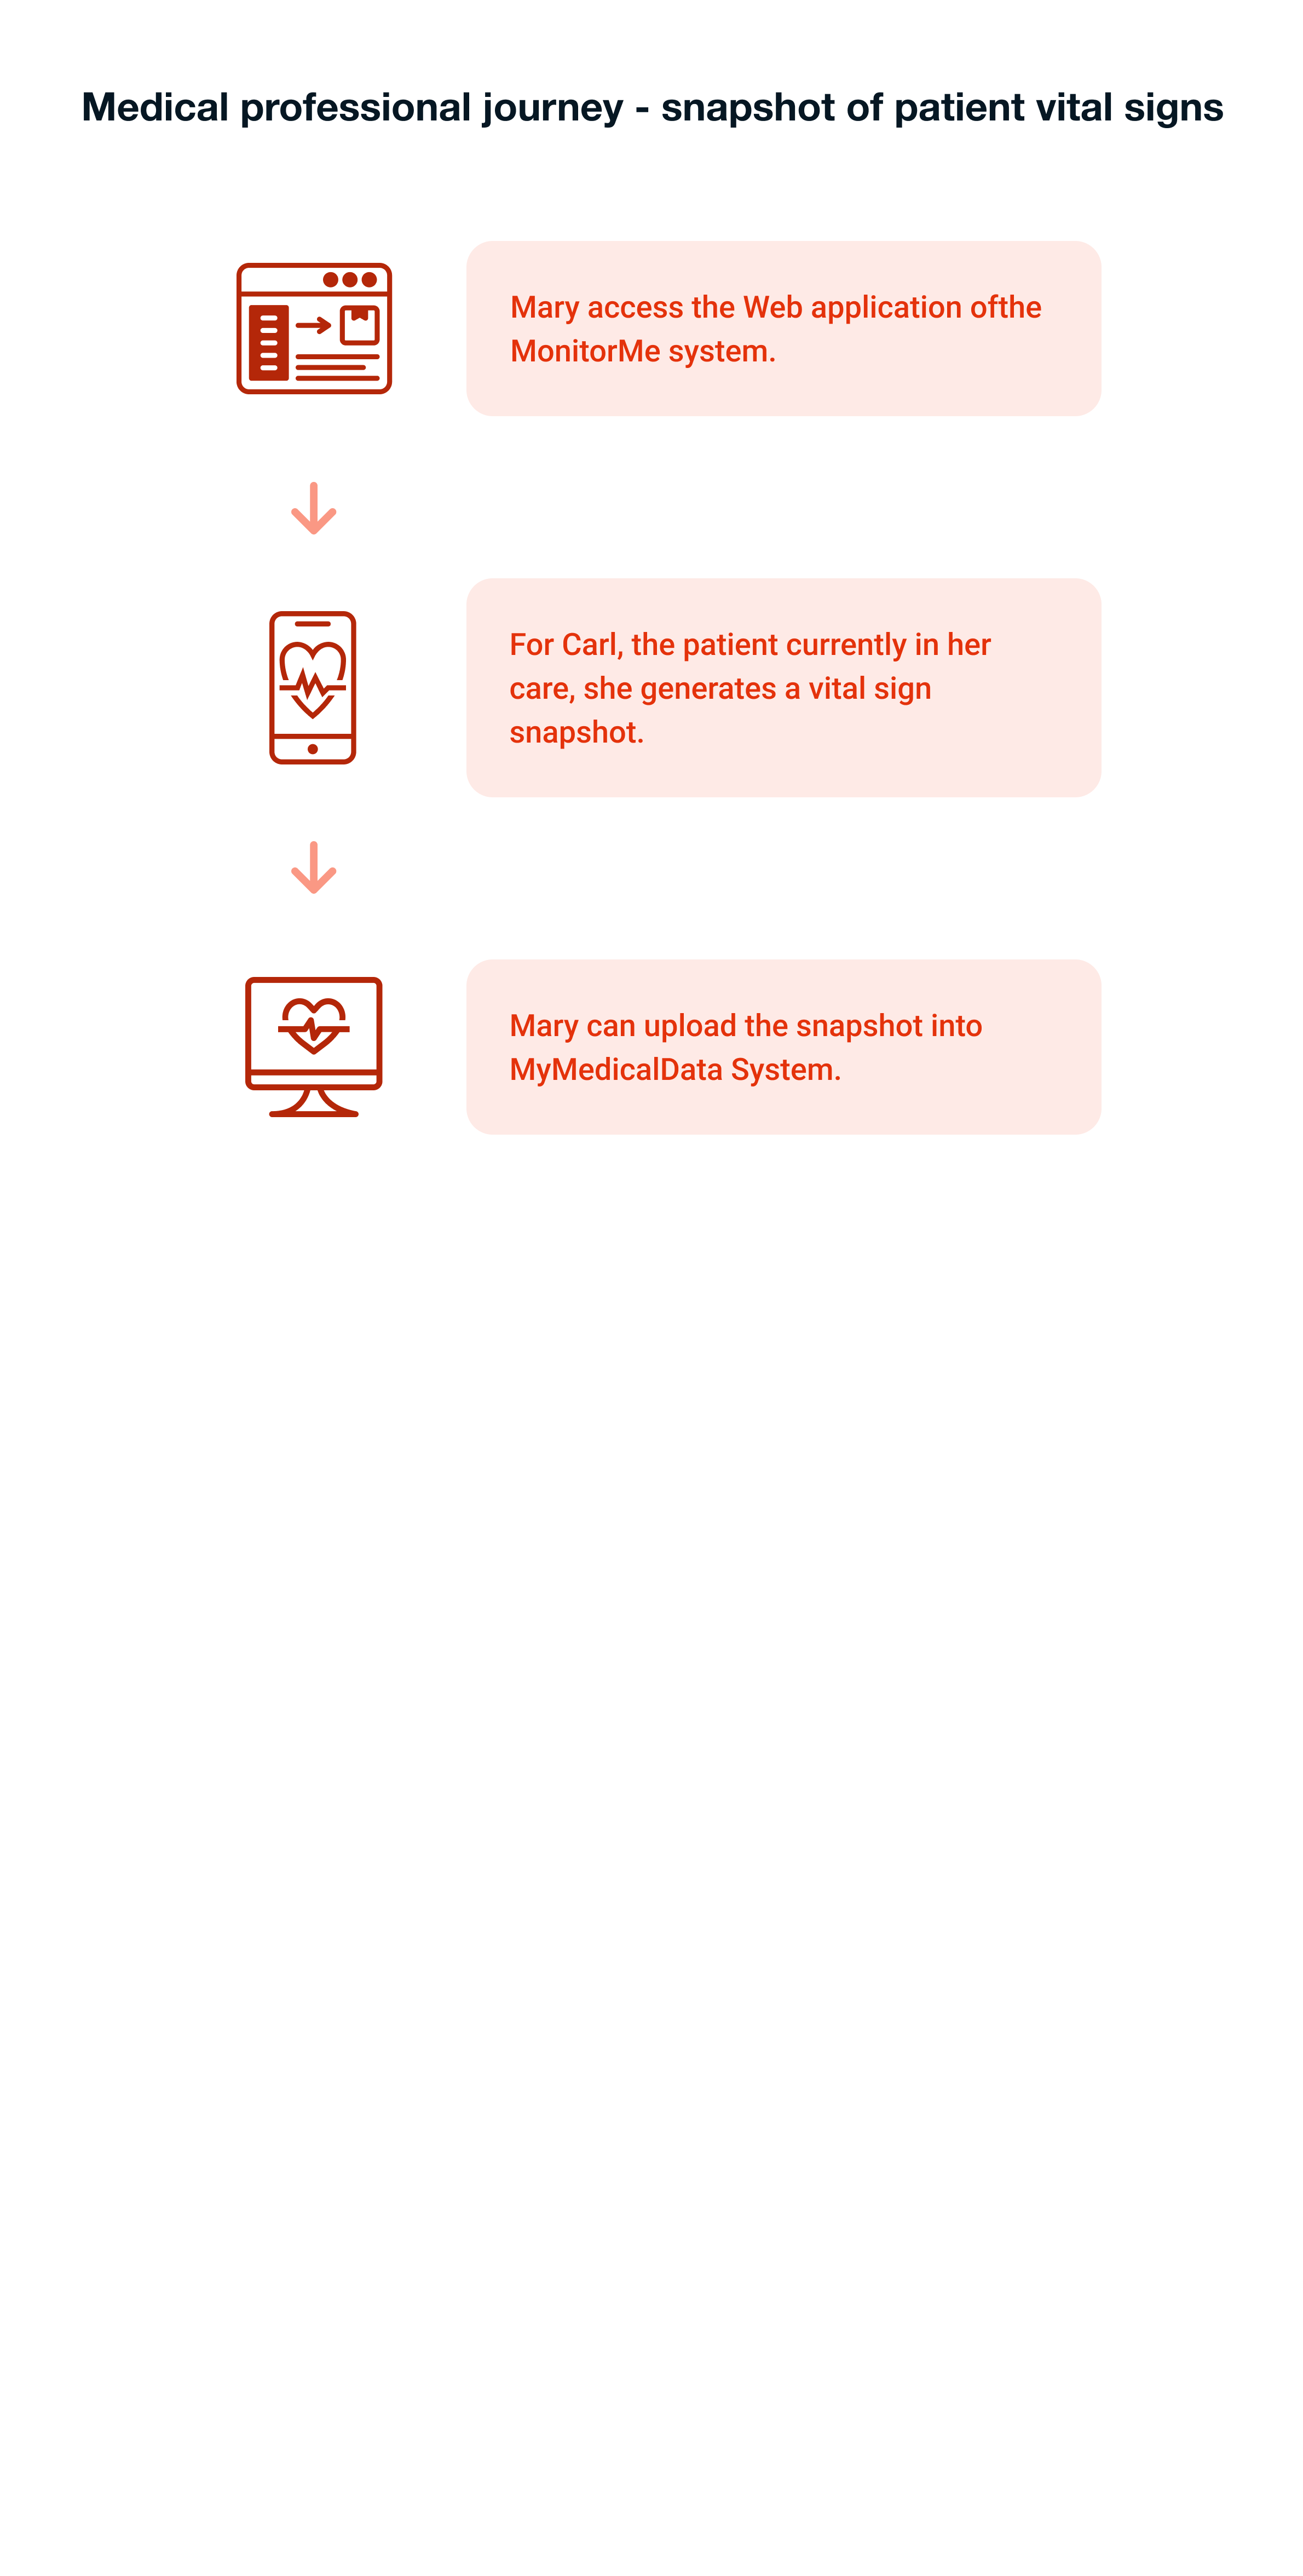 Medical professional journey - snapshot of patient vital signs
Mary access the Web application ofthe
MonitorMe system.
For Carl, the patient currently in her
care, she generates a vital sign
snapshot.
Mary can upload the snapshot into
MyMedicalData System.